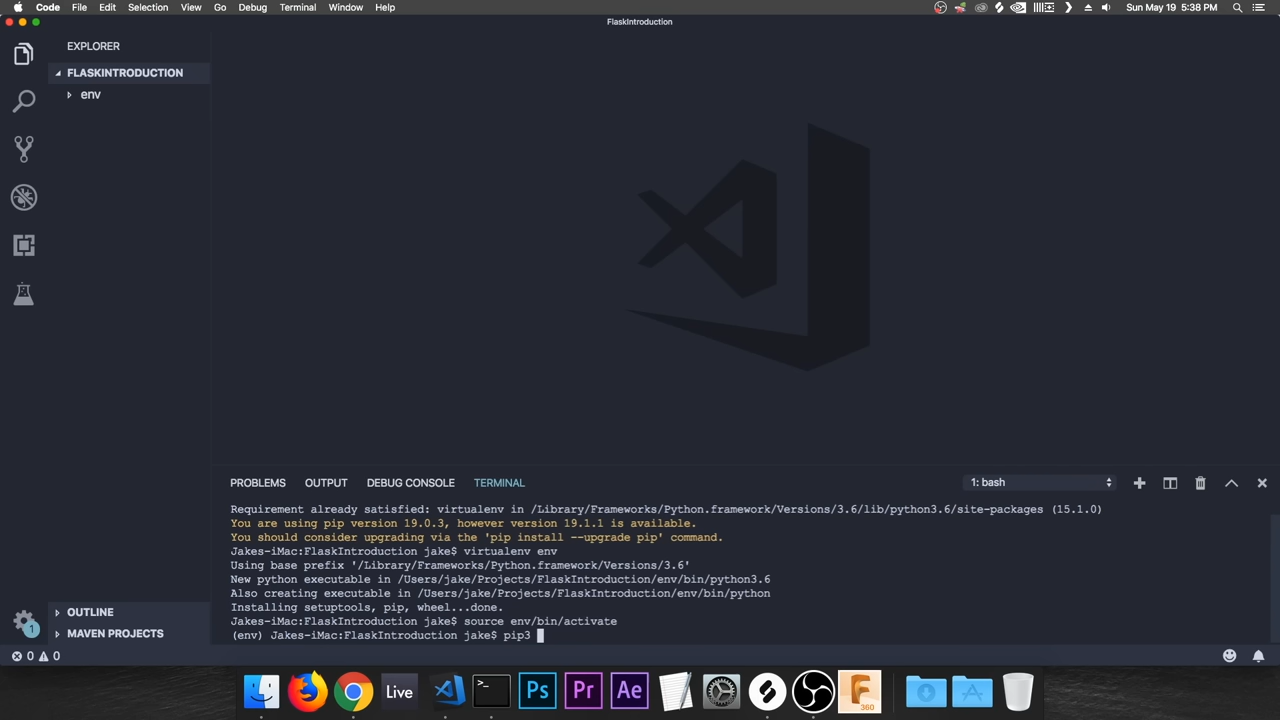 Code File Edit Selection View Go Debug Terminal Window Help Sun May 19 5:38 PM
FlaskIntroduction
EXPLORER
FLASKINTRODUCTION
env
PROBLEMS OUTPUT DEBUG CONSOLE TERMINAL 1: bash
Requirement already satisfied: virtualenv in /Library/Frameworks/Python.framework/Versions/3.6/lib/python3.6/site-packages (15.1.0)
You are using pip version 19.0.3, however version 19.1.1 is available.
You should consider upgrading via the 'pip install --upgrade pip' command.
Jakes-iMac:FlaskIntroduction jake$ virtualenv env
Using base prefix '/Library/Frameworks/Python.framework/Versions/3.6'
New python executable in /Users/jake/Projects/FlaskIntroduction/env/bin/python3.6
Also creating executable in /Users/jake/Projects/FlaskIntroduction/env/bin/python
Installing setuptools, pip, wheel...done.
Jakes-iMac:FlaskIntroduction jake$ source env/bin/activate
(env) Jakes-iMac:FlaskIntroduction jake$ pip3
OUTLINE
MAVEN PROJECTS
1
0 0
>_ Live Ps Pr Ae F 360